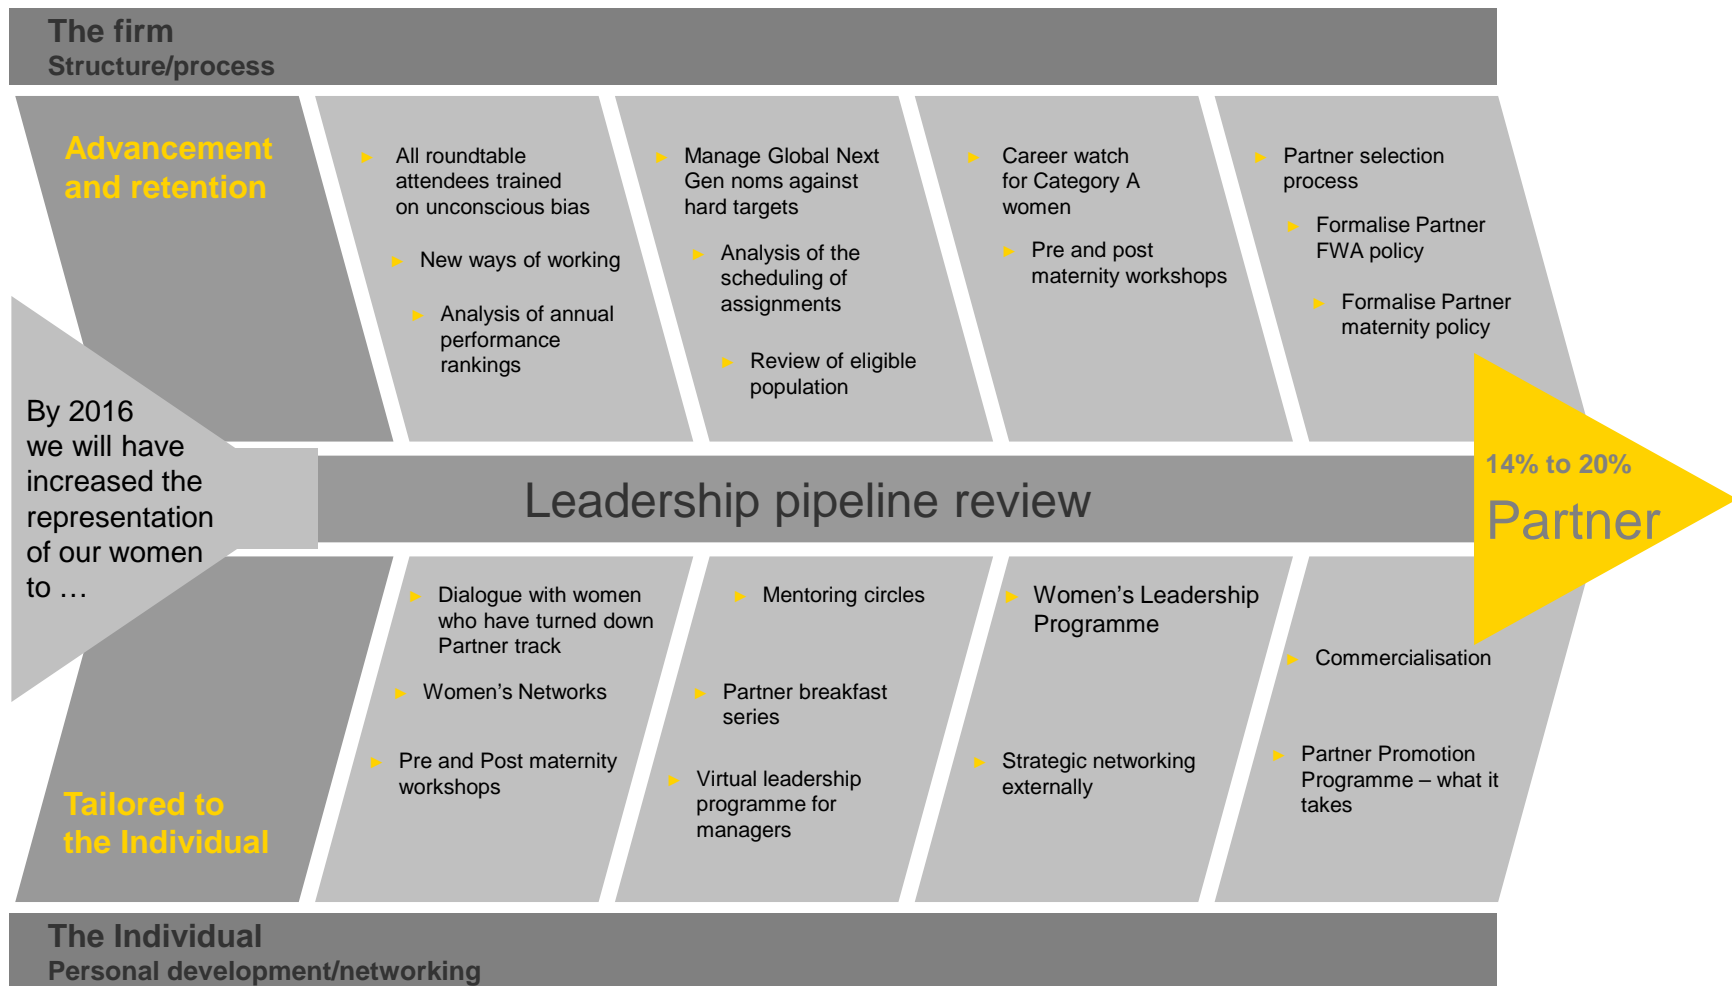 The firm
Structure/process
Advancement
and retention
► All roundtable
attendees trained
on unconscious bias
► New ways of working
► Analysis of annual
performance
rankings
► Manage Global Next
Gen noms against
hard targets
► Analysis of the
scheduling of
assignments
► Review of eligible
population
► Career watch
for Category A
women
► Pre and post
maternity workshops
► Partner selection
process
► Formalise Partner
FWA policy
► Formalise Partner
maternity policy
By 2016
we will have
increased the
representation
of our women
to …
Leadership pipeline review
14% to 20%
Partner
Tailored to
the Individual
► Dialogue with women
who have turned down
Partner track
► Women’s Networks
► Pre and Post maternity
workshops
► Mentoring circles
► Partner breakfast
series
► Virtual leadership
programme for
managers
► Women’s Leadership
Programme
► Strategic networking
externally
► Commercialisation
► Partner Promotion
Programme – what it
takes
The Individual
Personal development/networking